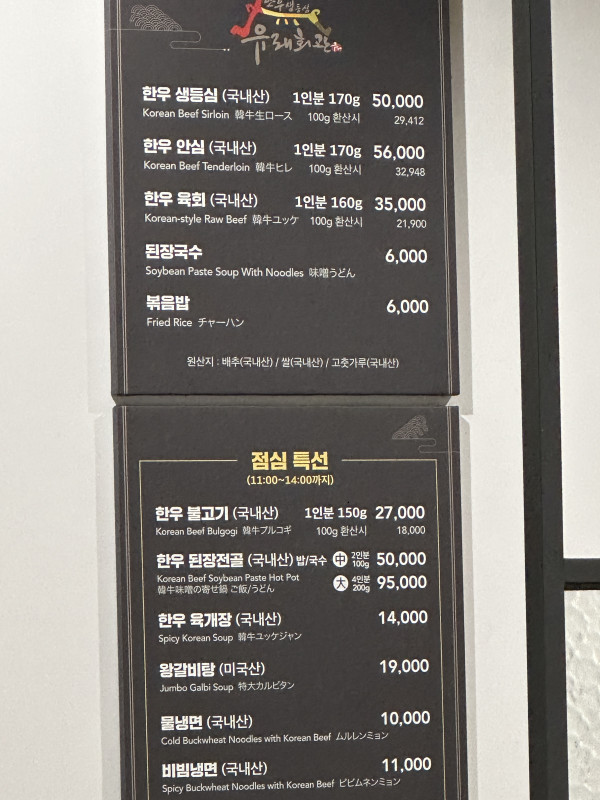 유래회관
한우 생등심 (국내산) 1인분 170g 50,000
Korean Beef Sirloin 韓牛生ロース 100g 환산시 29,412
한우 안심 (국내산) 1인분 170g 56,000
Korean Beef Tenderloin 韓牛ヒレ 100g 환산시 32,948
한우 육회 (국내산) 1인분 160g 35,000
Korean-style Raw Beef 韓牛ユッケ 100g 환산시 21,900
된장국수 6,000
Soybean Paste Soup With Noodles 味噌うどん
볶음밥 6,000
Fried Rice チャーハン
원산지 : 배추(국내산) / 쌀(국내산) / 고춧가루(국내산)
점심 특선
(11:00~14:00까지)
한우 불고기 (국내산) 1인분 150g 27,000
Korean Beef Bulgogi 韓牛プルコギ 100g 환산시 18,000
한우 된장전골 (국내산) 밥/국수 中 2인분 100g 50,000
Korean Beef Soybean Paste Hot Pot
韓牛味噌の寄せ鍋 ご飯/うどん 大 4인분 200g 95,000
한우 육개장 (국내산) 14,000
Spicy Korean Soup 韓牛ユッケジャン
왕갈비탕 (미국산) 19,000
Jumbo Galbi Soup 特大カルビタン
물냉면 (국내산) 10,000
Cold Buckwheat Noodles with Korean Beef ムルレンミョン
비빔냉면 (국내산) 11,000
Spicy Buckwheat Noodles with Korean Beef ビビムネンミョン